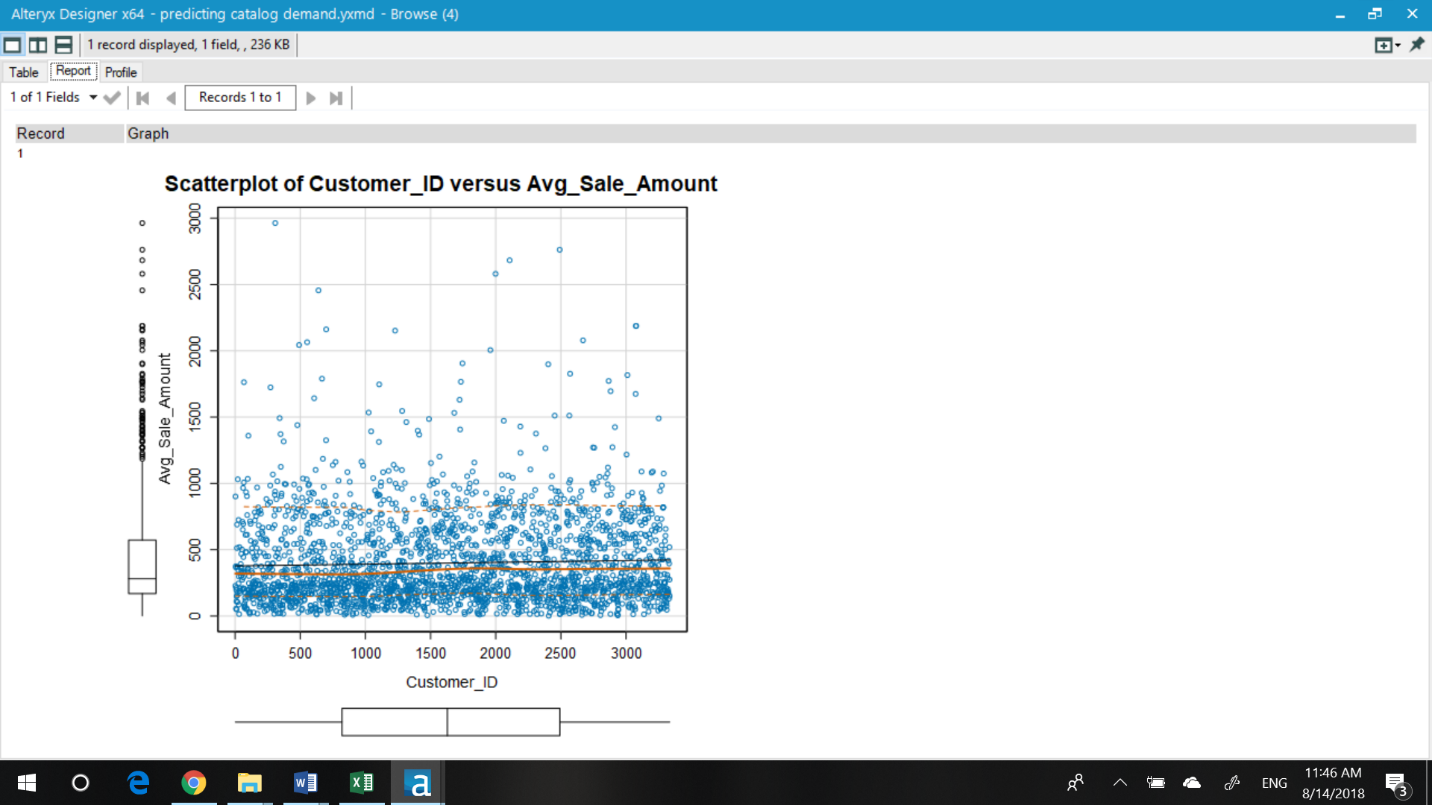 Alteryx Designer x64 - predicting catalog demand.yxmd - Browse (4)
1 record displayed, 1 field, , 236 KB
Table Report Profile
1 of 1 Fields Records 1 to 1
Record Graph
1
Scatterplot of Customer_ID versus Avg_Sale_Amount
3000
2500
2000
1500
1000
500
0
Avg_Sale_Amount
0 500 1000 1500 2000 2500 3000
Customer_ID
ENG
11:46 AM
8/14/2018
3